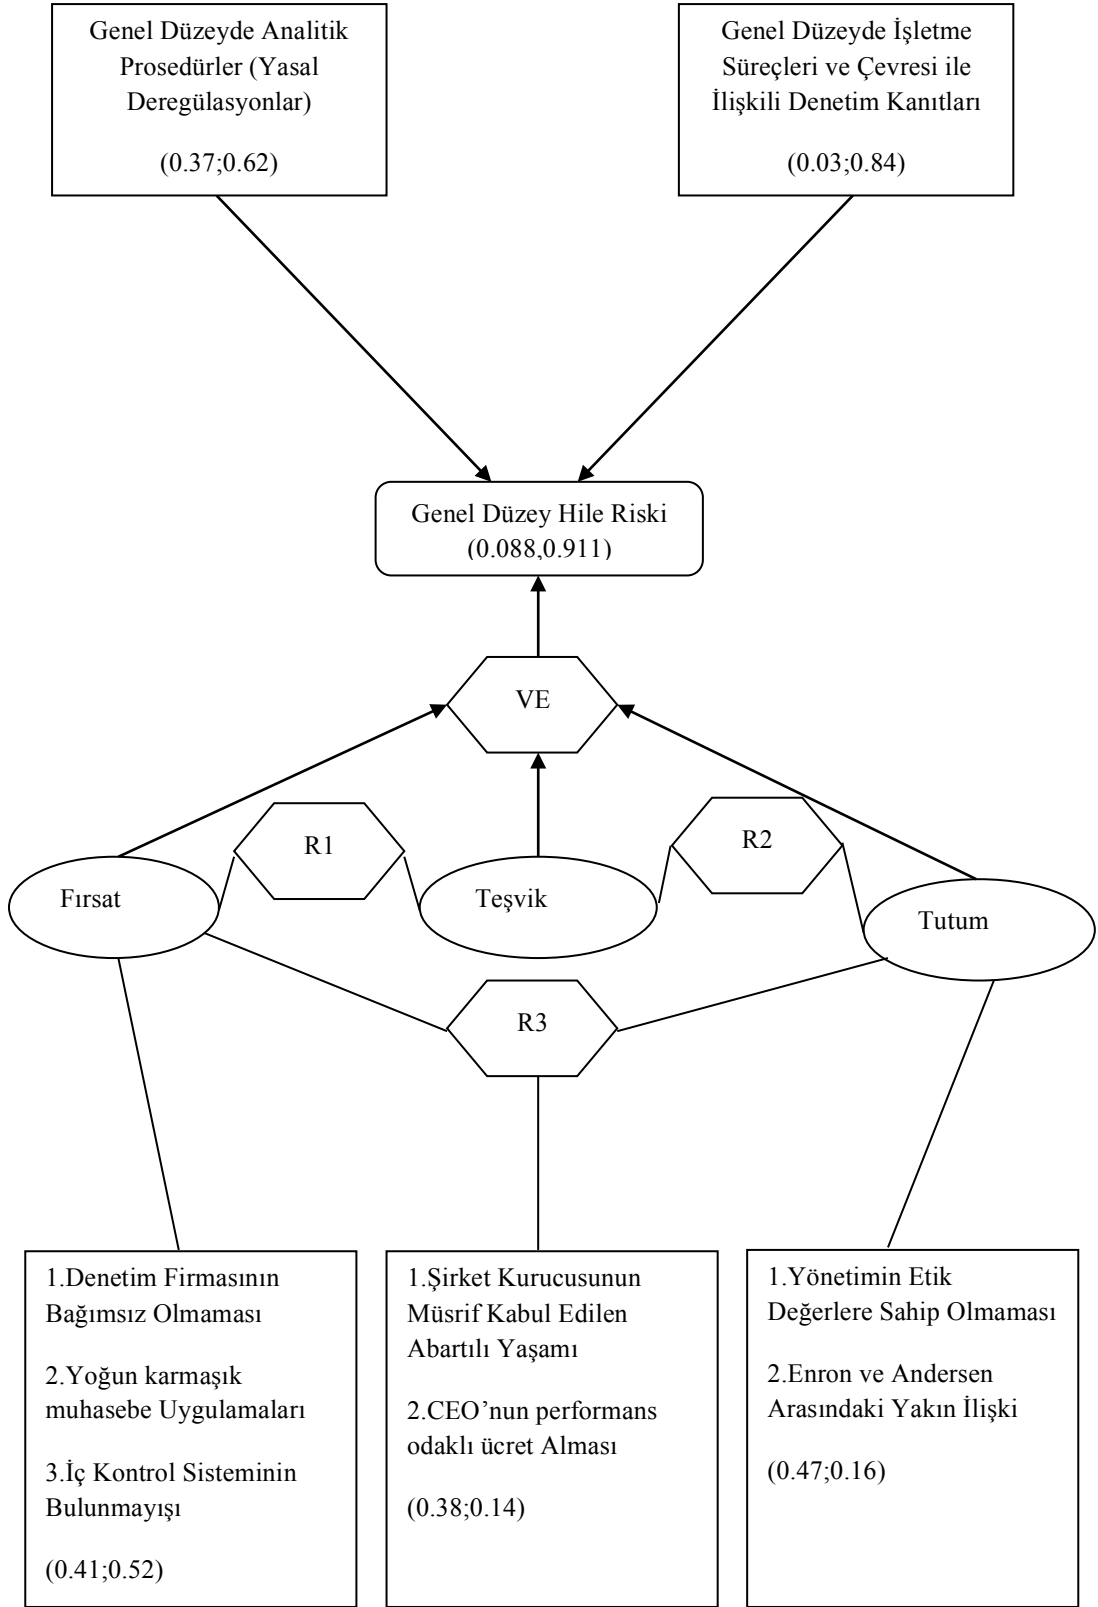 Genel Düzeyde Analitik
Prosedürler (Yasal
Deregülasyonlar)
(0.37;0.62)
Genel Düzeyde İşletme
Süreçleri ve Çevresi ile
İlişkili Denetim Kanıtları
(0.03;0.84)
Genel Düzey Hile Riski
(0.088,0.911)
VE
R1
R2
Fırsat
Teşvik
Tutum
R3
1.Denetim Firmasının
Bağımsız Olmaması
2.Yoğun karmaşık
muhasebe Uygulamaları
3.İç Kontrol Sisteminin
Bulunmayışı
(0.41;0.52)
1.Şirket Kurucusunun
Müsrif Kabul Edilen
Abartılı Yaşamı
2.CEO’nun performans
odaklı ücret Alması
(0.38;0.14)
1.Yönetimin Etik
Değerlere Sahip Olmaması
2.Enron ve Andersen
Arasındaki Yakın İlişki
(0.47;0.16)